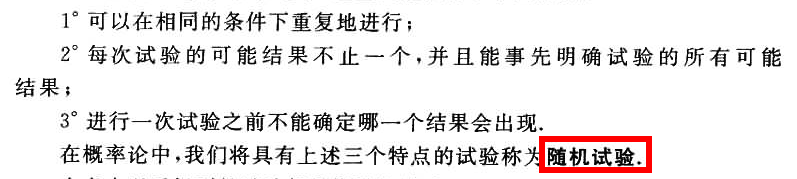 1°可以在相同的条件下重复地进行；
2°每次试验的可能结果不止一个，并且能事先明确试验的所有可能
结果；
3°进行一次试验之前不能确定哪一个结果会出现．
在概率论中，我们将具有上述三个特点的试验称为随机试验．